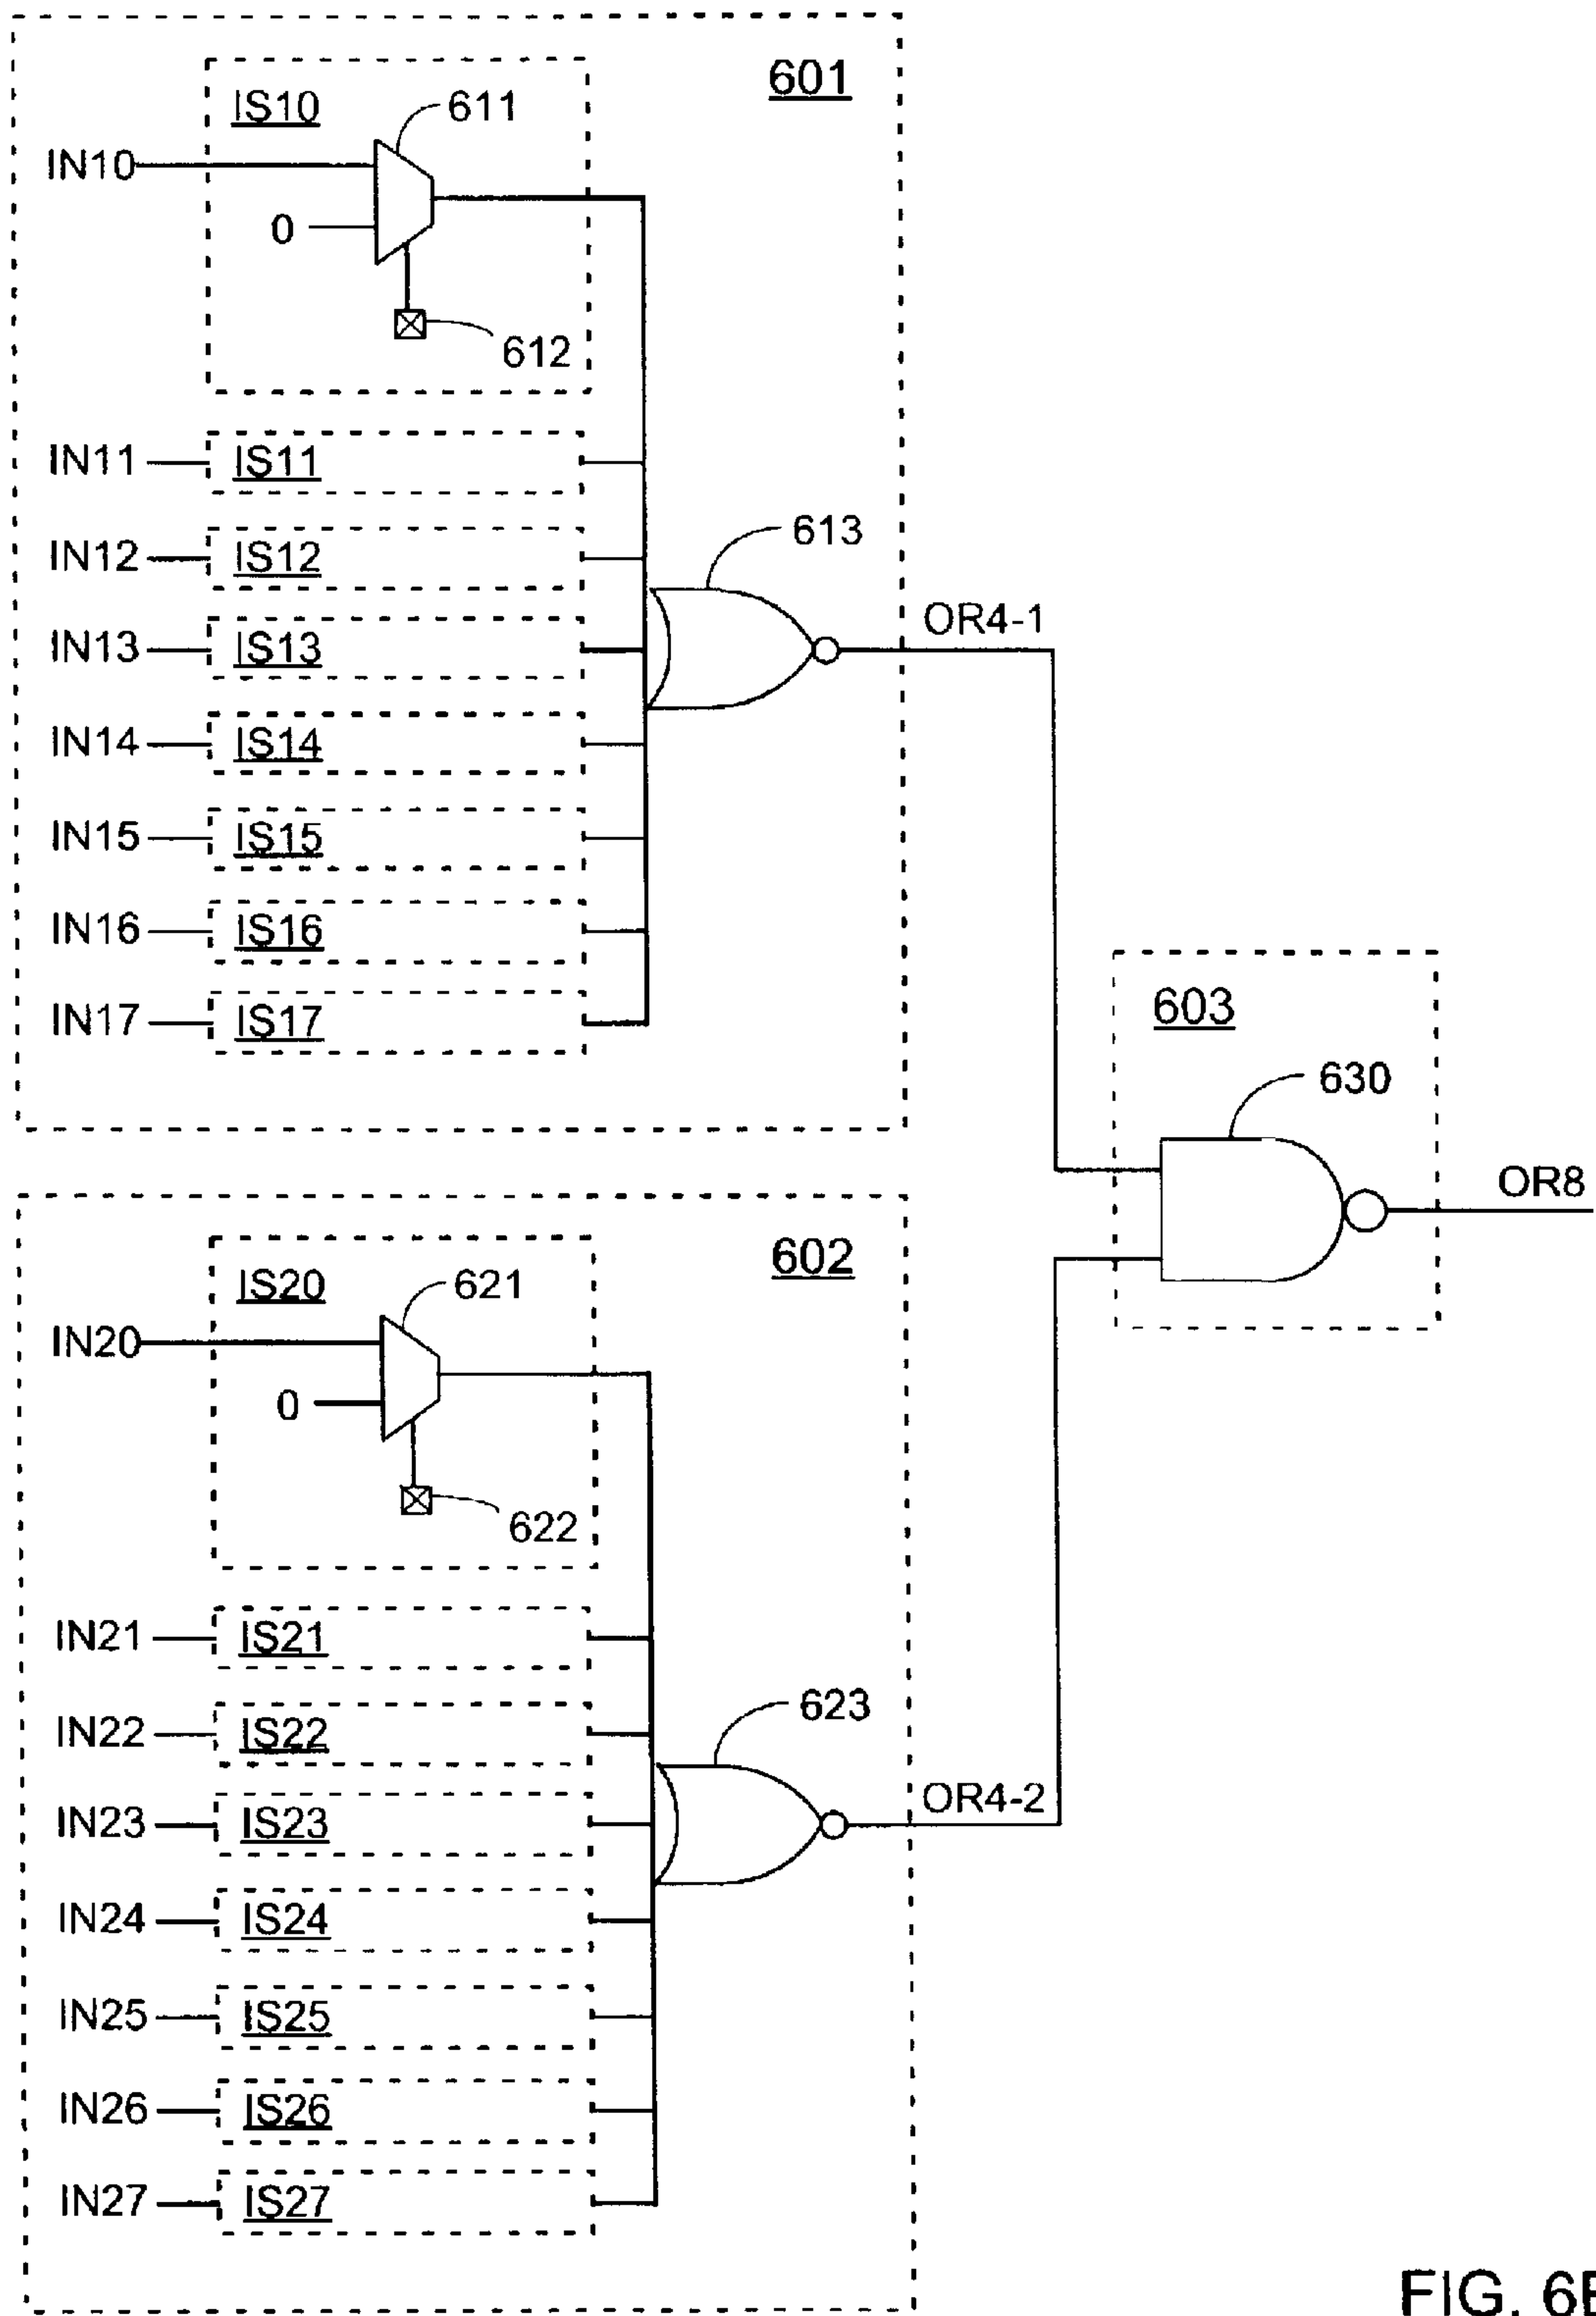 601
IS10
611
IN10
0
612
IN11 IS11
IN12 IS12
613
IN13 IS13
OR4-1
IN14 IS14
IN15 IS15
IN16 IS16
IN17 IS17
603
630
OR8
602
IS20
621
IN20
0
622
IN21 IS21
IN22 IS22
623
IN23 IS23
OR4-2
IN24 IS24
IN25 IS25
IN26 IS26
IN27 IS27
FIG.